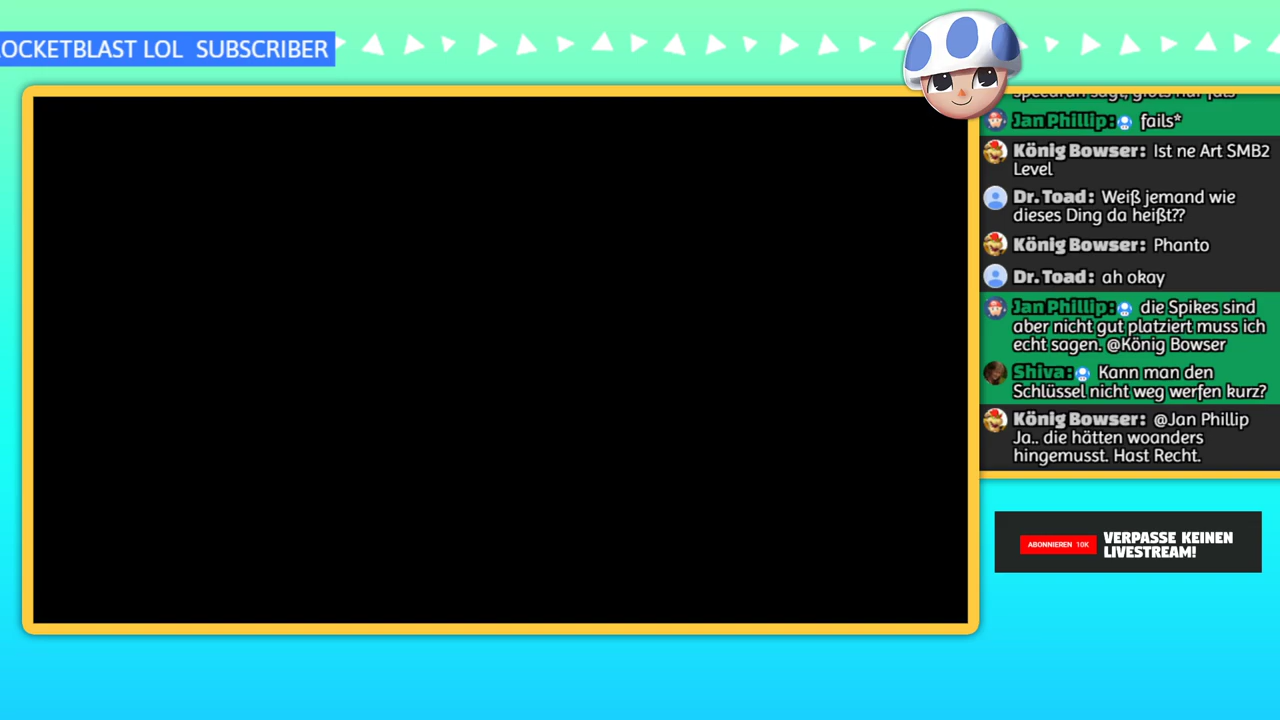 OCKETBLAST LOL SUBSCRIBER
Jan Phillip: fails*
König Bowser: Ist ne Art SMB2
Level
Dr. Toad: Weiß jemand wie
dieses Ding da heißt??
König Bowser: Phanto
Dr. Toad: ah okay
Jan Phillip: die Spikes sind
aber nicht gut platziert muss ich
echt sagen. @König Bowser
Shiva: Kann man den
Schlüssel nicht weg werfen kurz?
König Bowser: @Jan Phillip
Ja.. die hätten woanders
hingemusst. Hast Recht.
ABONNIEREN 10K
VERPASSE KEINEN
LIVESTREAM!